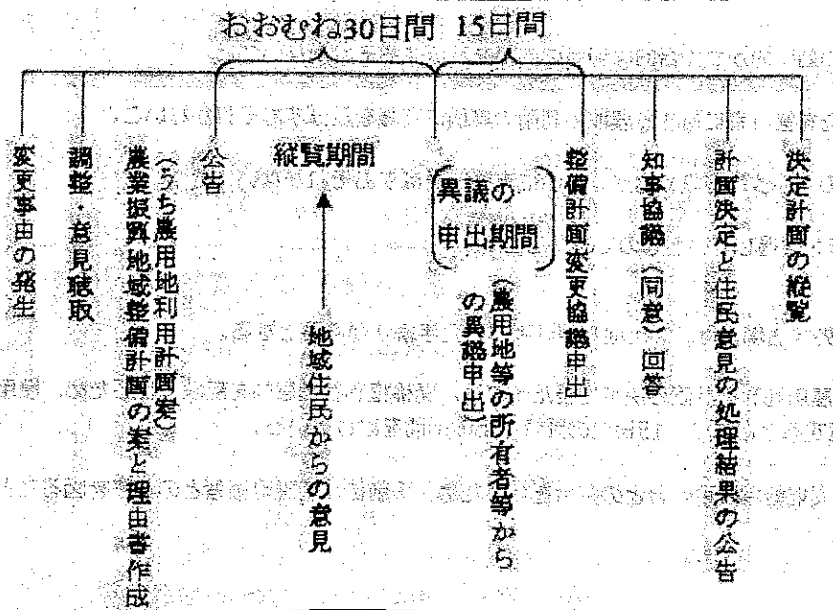 おおむね30日間
15日間
変更事由の発生
調整・意見聴取
農業振興地域整備計画の案と理由書作成
(うち農用地利用計画案)
公告
縦覧期間
地域住民からの意見
異議の
申出期間
(農用地等の所有者等から
の異議申出)
整備計画変更協議申出
知事協議(同意)回答
計画決定と住民意見の処理結果の公告
決定計画の縦覧